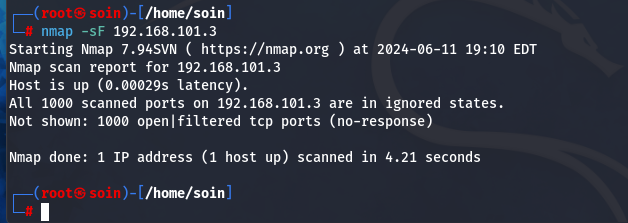 ┌──(root㉿soin)-[/home/soin]
└─# nmap -sF 192.168.101.3
Starting Nmap 7.94SVN ( https://nmap.org ) at 2024-06-11 19:10 EDT
Nmap scan report for 192.168.101.3
Host is up (0.00029s latency).
All 1000 scanned ports on 192.168.101.3 are in ignored states.
Not shown: 1000 open|filtered tcp ports (no-response)

Nmap done: 1 IP address (1 host up) scanned in 4.21 seconds

┌──(root㉿soin)-[/home/soin]
└─#